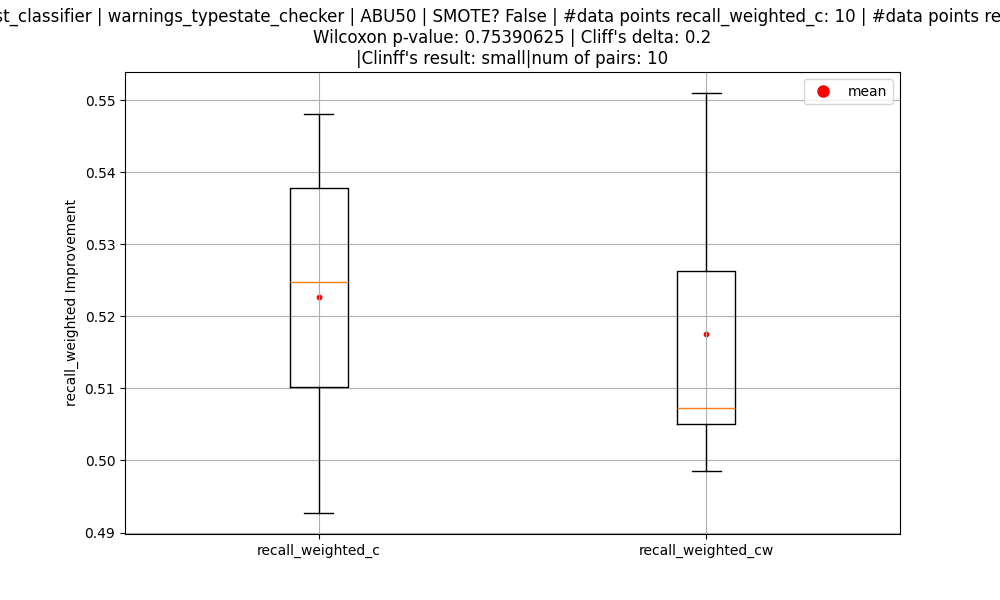 st_classifier | warnings_typestate_checker | ABU50 | SMOTE? False | #data points recall_weighted_c: 10 | #data points re
Wilcoxon p-value: 0.75390625 | Cliff's delta: 0.2
|Clinff's result: small|num of pairs: 10
mean
0.55
0.54
0.53
0.52
0.51
0.50
0.49
recall_weighted Improvement
recall_weighted_c
recall_weighted_cw